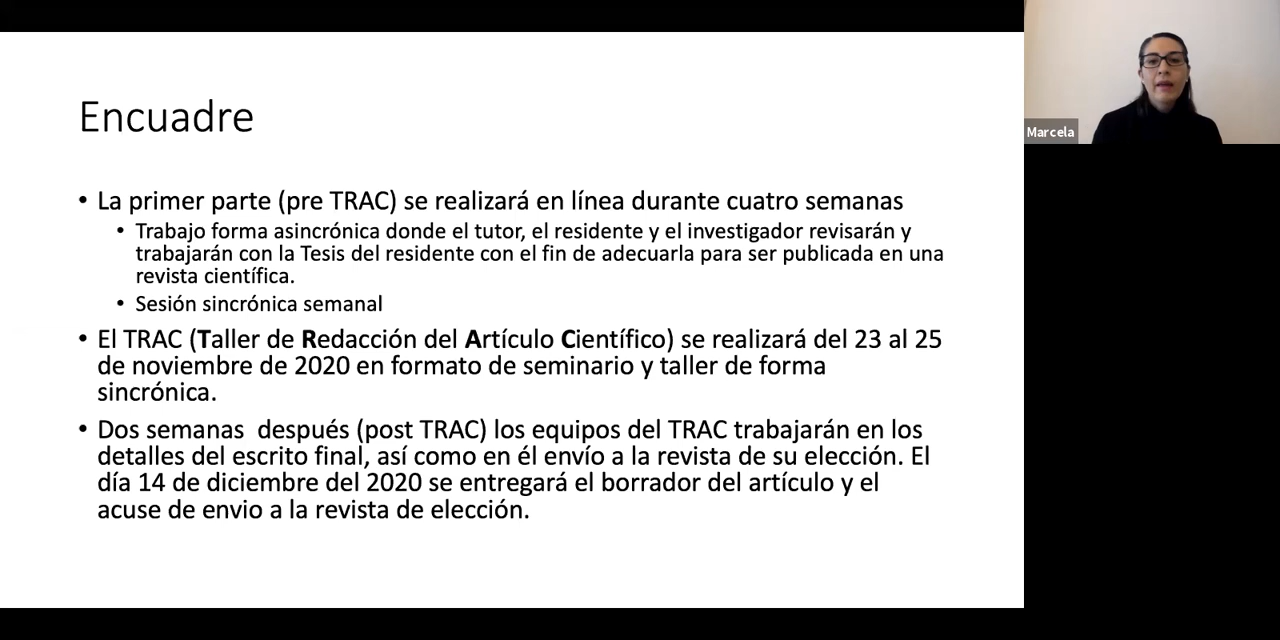 Encuadre
• La primer parte (pre TRAC) se realizará en línea durante cuatro semanas
• Trabajo forma asincrónica donde el tutor, el residente y el investigador revisarán y
trabajarán con la Tesis del residente con el fin de adecuarla para ser publicada en una
revista científica.
• Sesión sincrónica semanal
• El TRAC (Taller de Redacción del Artículo Científico) se realizará del 23 al 25
de noviembre de 2020 en formato de seminario y taller de forma
sincrónica.
• Dos semanas  después (post TRAC) los equipos del TRAC trabajarán en los
detalles del escrito final, así como en él envío a la revista de su elección. El
día 14 de diciembre del 2020 se entregará el borrador del artículo y el
acuse de envio a la revista de elección.
Marcela